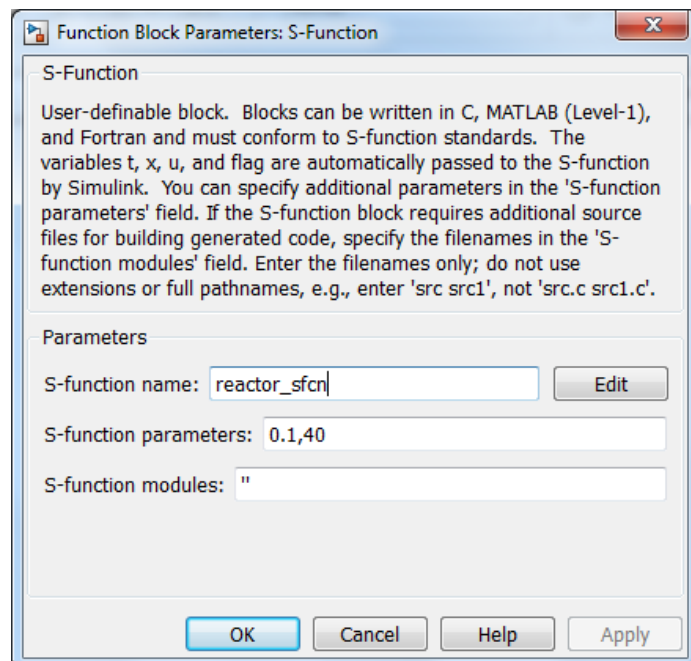 Function Block Parameters: S-Function
S-Function
User-definable block.  Blocks can be written in C, MATLAB (Level-1),
and Fortran and must conform to S-function standards.  The
variables t, x, u, and flag are automatically passed to the S-function
by Simulink.  You can specify additional parameters in the 'S-function
parameters' field. If the S-function block requires additional source
files for building generated code, specify the filenames in the 'S-
function modules' field. Enter the filenames only; do not use
extensions or full pathnames, e.g., enter 'src src1', not 'src.c src1.c'.
Parameters
S-function name: reactor_sfcn Edit
S-function parameters: 0.1,40
S-function modules: ''
OK Cancel Help Apply